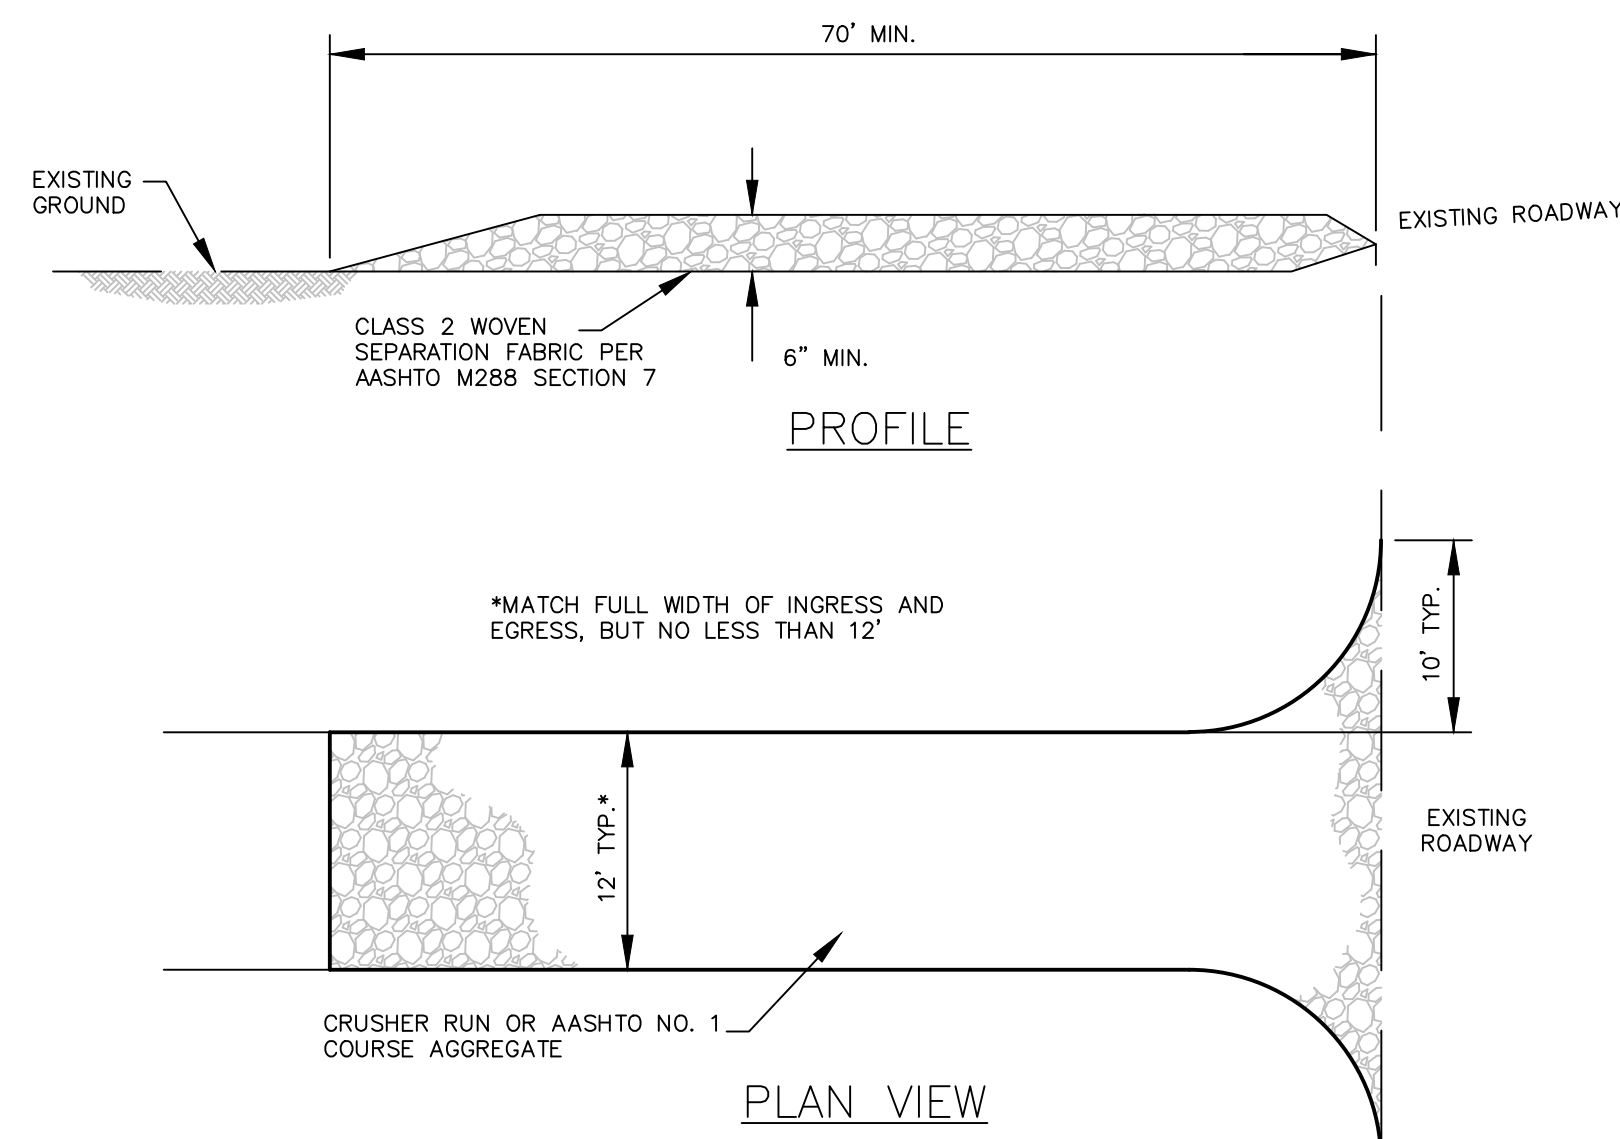 70' MIN.
EXISTING
GROUND
EXISTING ROADWAY
CLASS 2 WOVEN
SEPARATION FABRIC PER
AASHTO M288 SECTION 7
6" MIN.
PROFILE
*MATCH FULL WIDTH OF INGRESS AND
EGRESS, BUT NO LESS THAN 12'
10' TYP.
12' TYP.*
EXISTING
ROADWAY
CRUSHER RUN OR AASHTO NO. 1
COURSE AGGREGATE
PLAN VIEW